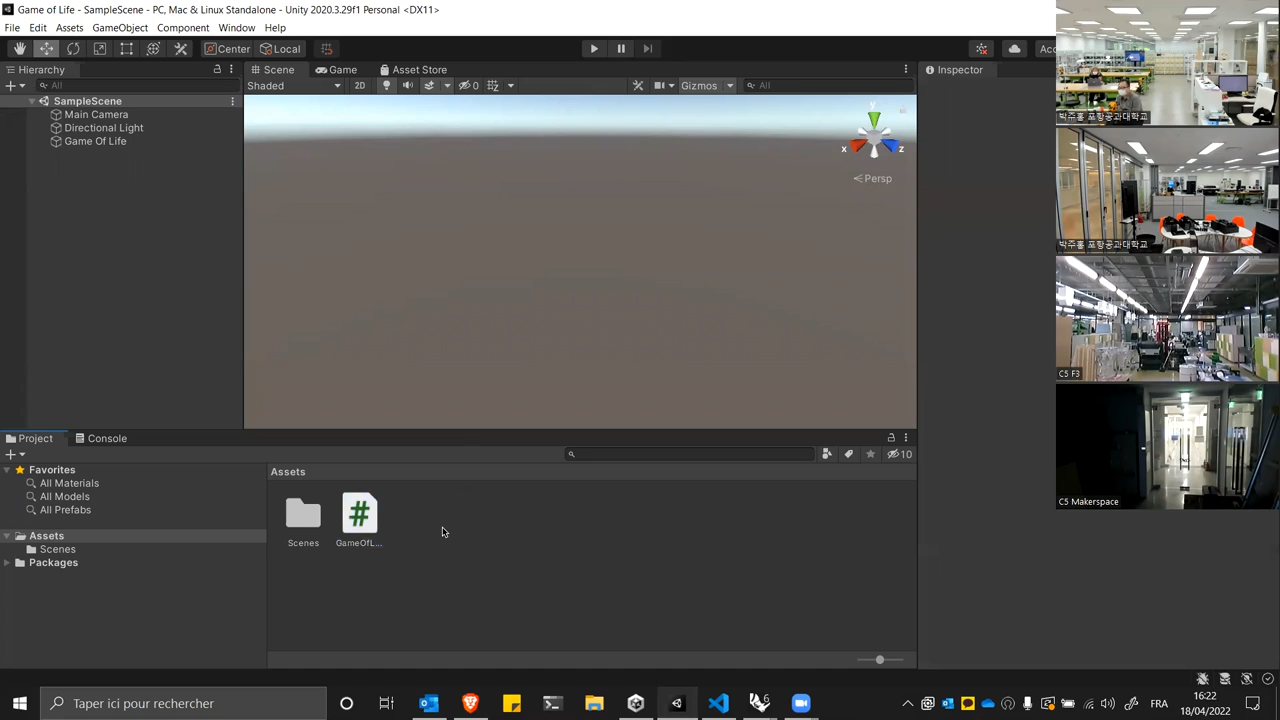 Game of Life - SampleScene - PC, Mac & Linux Standalone - Unity 2020.3.29f1 Personal <DX11>
File Edit Assets GameObject Component Window Help
Center Local Acc
Hierarchy Scene Game Asset Store Inspector
All Shaded 2D 0 Gizmos All
SampleScene
Main Camera
Directional Light
Game Of Life
y
x z
Persp
박주홍 포항공과대학교
박주홍 포항공과대학교
C5 F3
C5 Makerspace
Project Console
10
Favorites
All Materials
All Models
All Prefabs
Assets
Scenes
Packages
Assets
#
Scenes GameOfL...
Taper ici pour rechercher
FRA
16:22
18/04/2022